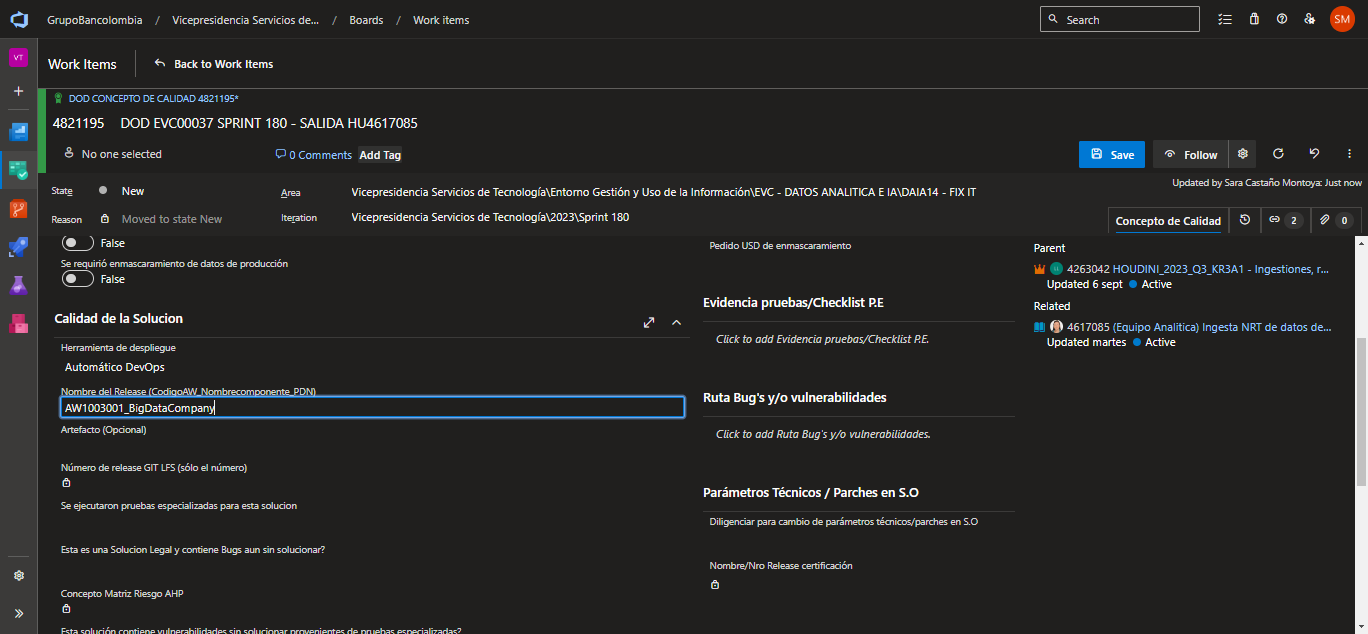 GrupoBancolombia / Vicepresidencia Servicios de... / Boards / Work items
Search
SM
VT
Work Items
Back to Work Items
DOD CONCEPTO DE CALIDAD 4821195*
4821195 DOD EVC00037 SPRINT 180 - SALIDA HU4617085
No one selected
0 Comments
Add Tag
Save
Follow
State
New
Area
Vicepresidencia Servicios de Tecnología\Entorno Gestión y Uso de la Información\EVC - DATOS ANALITICA E IA\DAIA14 - FIX IT
Updated by Sara Castaño Montoya: Just now
Reason
Moved to state New
Iteration
Vicepresidencia Servicios de Tecnología\2023\Sprint 180
Concepto de Calidad
2
0
False
Se requirió enmascaramiento de datos de producción
False
Calidad de la Solucion
Herramienta de despliegue
Automático DevOps
Nombre del Release (CodigoAW_Nombrecomponente_PDN)
AW1003001_BigDataCompany
Artefacto (Opcional)
Número de release GIT LFS (sólo el número)
Se ejecutaron pruebas especializadas para esta solucion
Esta es una Solucion Legal y contiene Bugs aun sin solucionar?
Concepto Matriz Riesgo AHP
Esta solución contiene vulnerabilidades sin solucionar provenientes de pruebas especializadas?
Pedido USD de enmascaramiento
Evidencia pruebas/Checklist P.E
Click to add Evidencia pruebas/Checklist P.E.
Ruta Bug's y/o vulnerabilidades
Click to add Ruta Bug's y/o vulnerabilidades.
Parámetros Técnicos / Parches en S.O
Diligenciar para cambio de parámetros técnicos/parches en S.O
Nombre/Nro Release certificación
Parent
4263042 HOUDINI_2023_Q3_KR3A1 - Ingestiones, r...
Updated 6 sept Active
Related
4617085 (Equipo Analítica) Ingesta NRT de datos de...
Updated martes Active